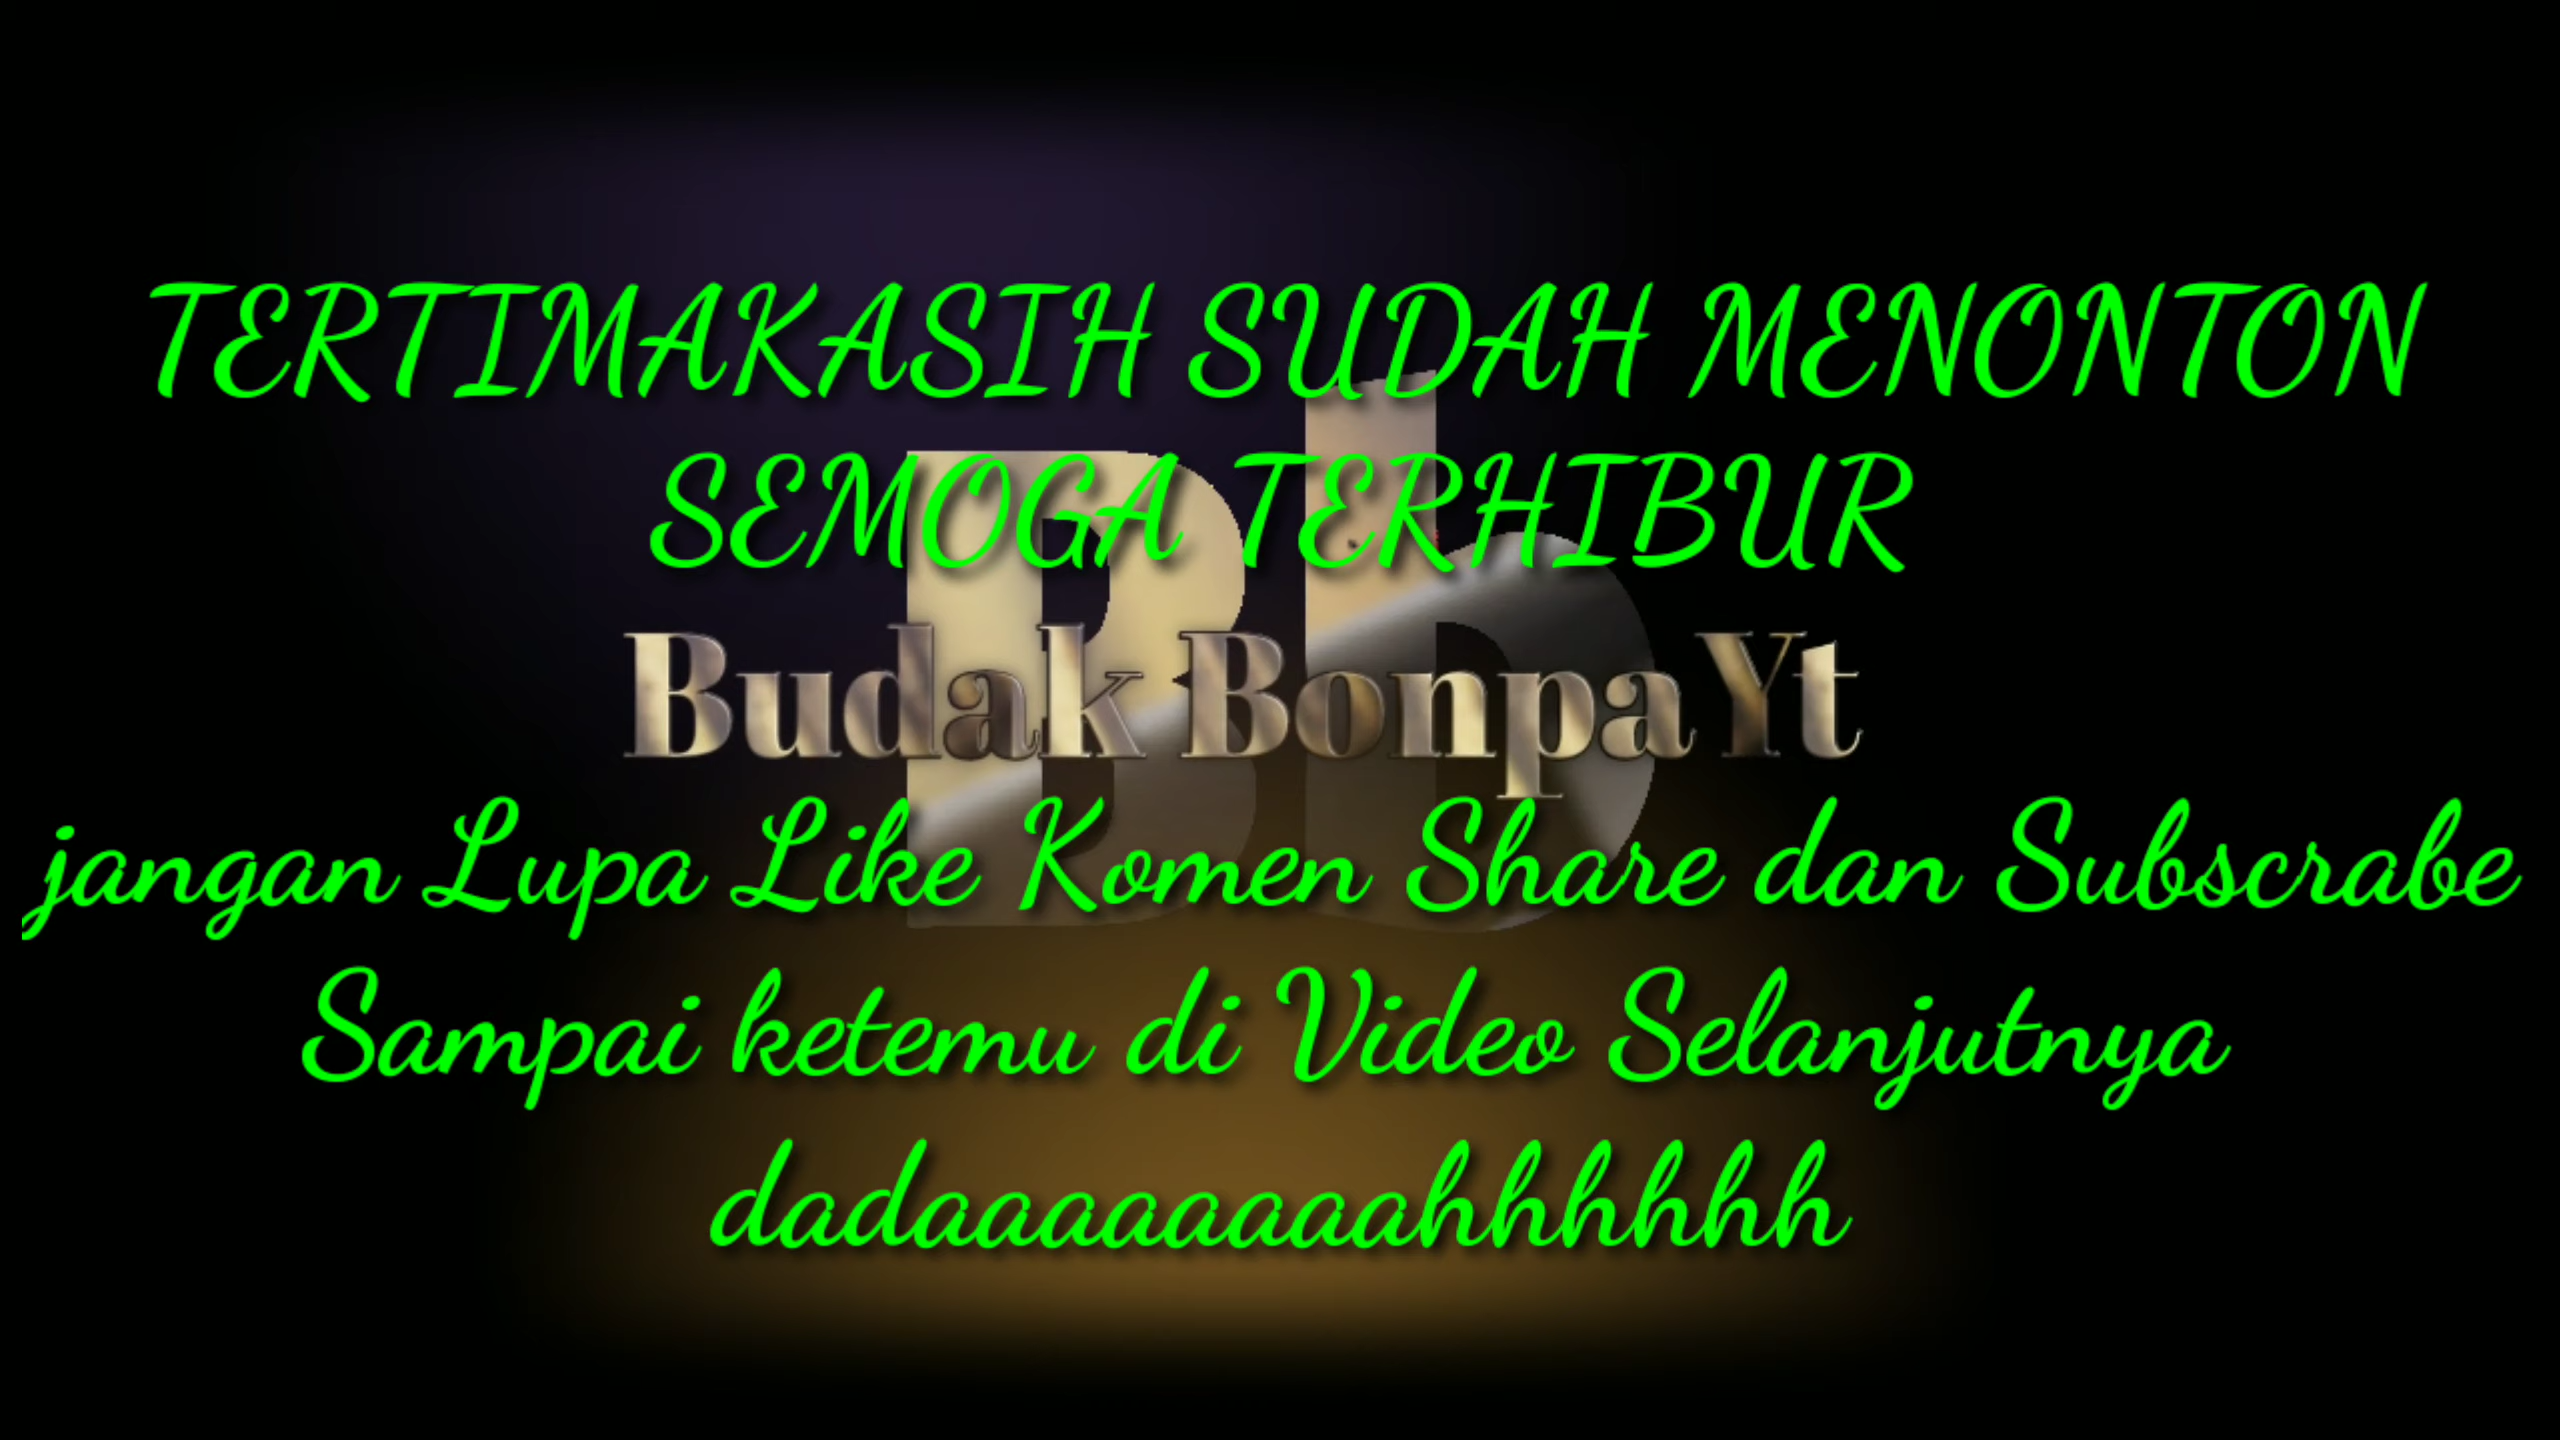 TERTIMAKASIH SUDAH MENONTON
SEMOGA TERHIBUR
Bb
Budak Bonpa Yt
jangan Lupa Like Komen Share dan Subscrabe
Sampai ketemu di Video Selanjutnya
dadaaaaaaaaahhhhhh